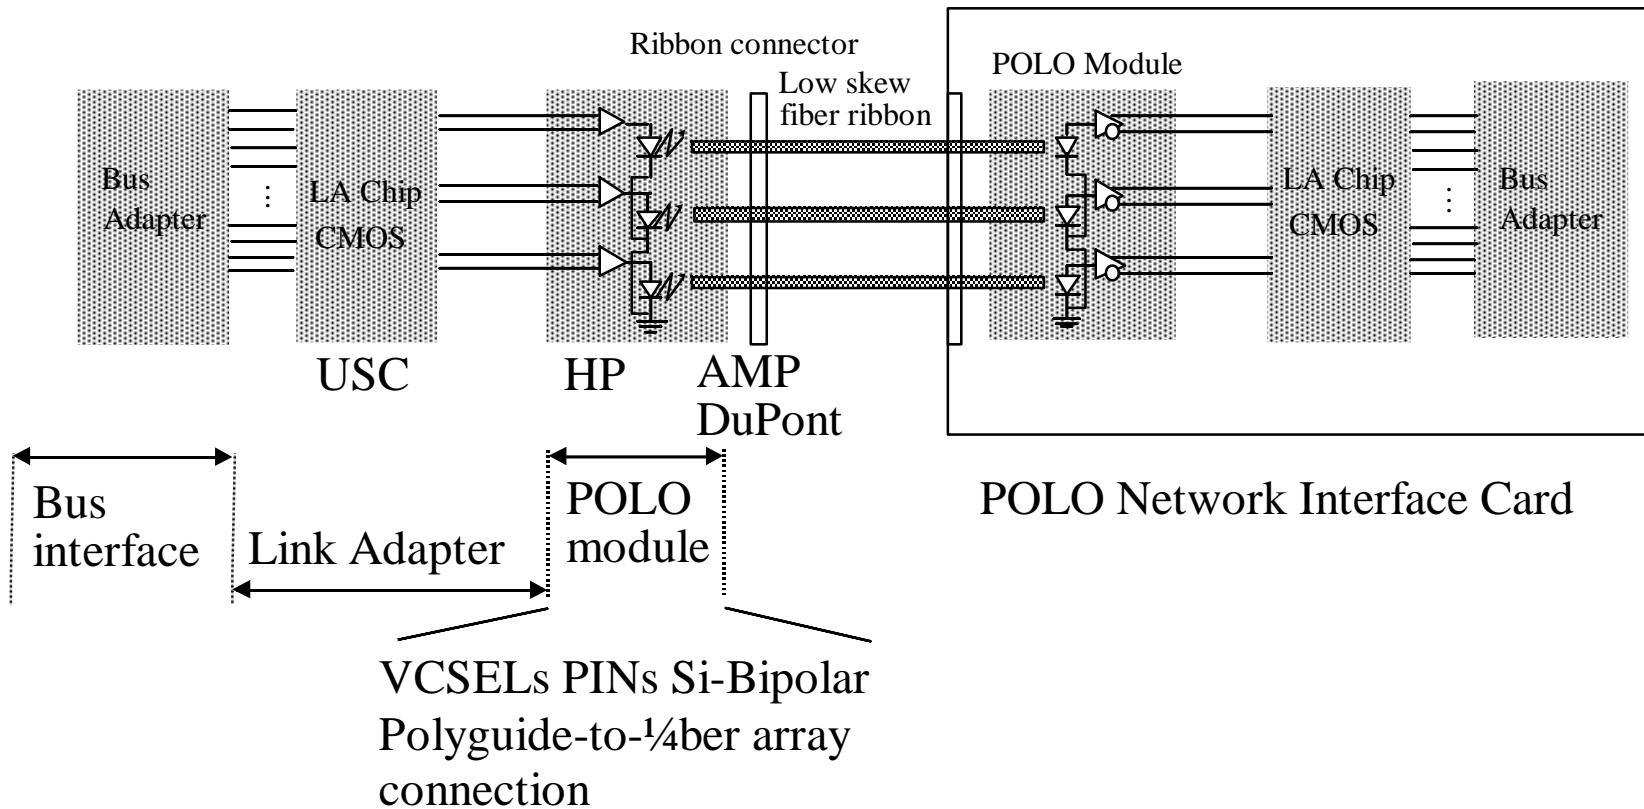 Ribbon connector
Low skew
fiber ribbon
POLO Module
Bus
Adapter
LA Chip
CMOS
LA Chip
CMOS
Bus
Adapter
USC
HP
AMP
DuPont
Bus
interface
Link Adapter
POLO
module
POLO Network Interface Card
VCSELs PINs Si-Bipolar
Polyguide-to-¼ber array
connection